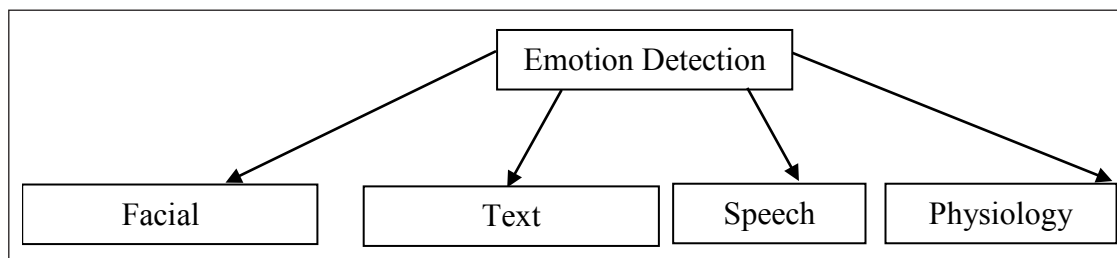 Emotion Detection
Facial
Text
Speech
Physiology